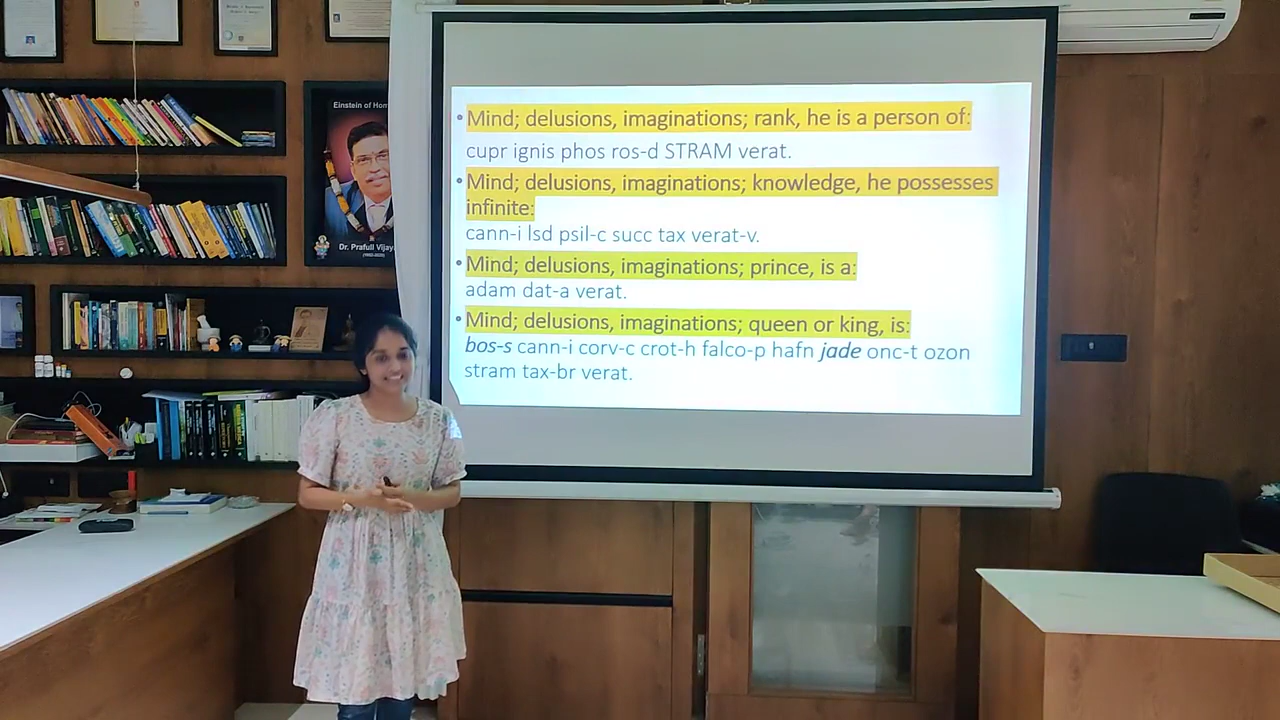 Einstein of Hom
Dr. Prafull Vijay
• Mind; delusions, imaginations; rank, he is a person of:
cupr ignis phos ros-d STRAM verat.
• Mind; delusions, imaginations; knowledge, he possesses
infinite:
cann-i lsd psil-c succ tax verat-v.
• Mind; delusions, imaginations; prince, is a:
adam dat-a verat.
• Mind; delusions, imaginations; queen or king, is:
bos-s cann-i corv-c crot-h falco-p hafn jade onc-t ozon
stram tax-br verat.